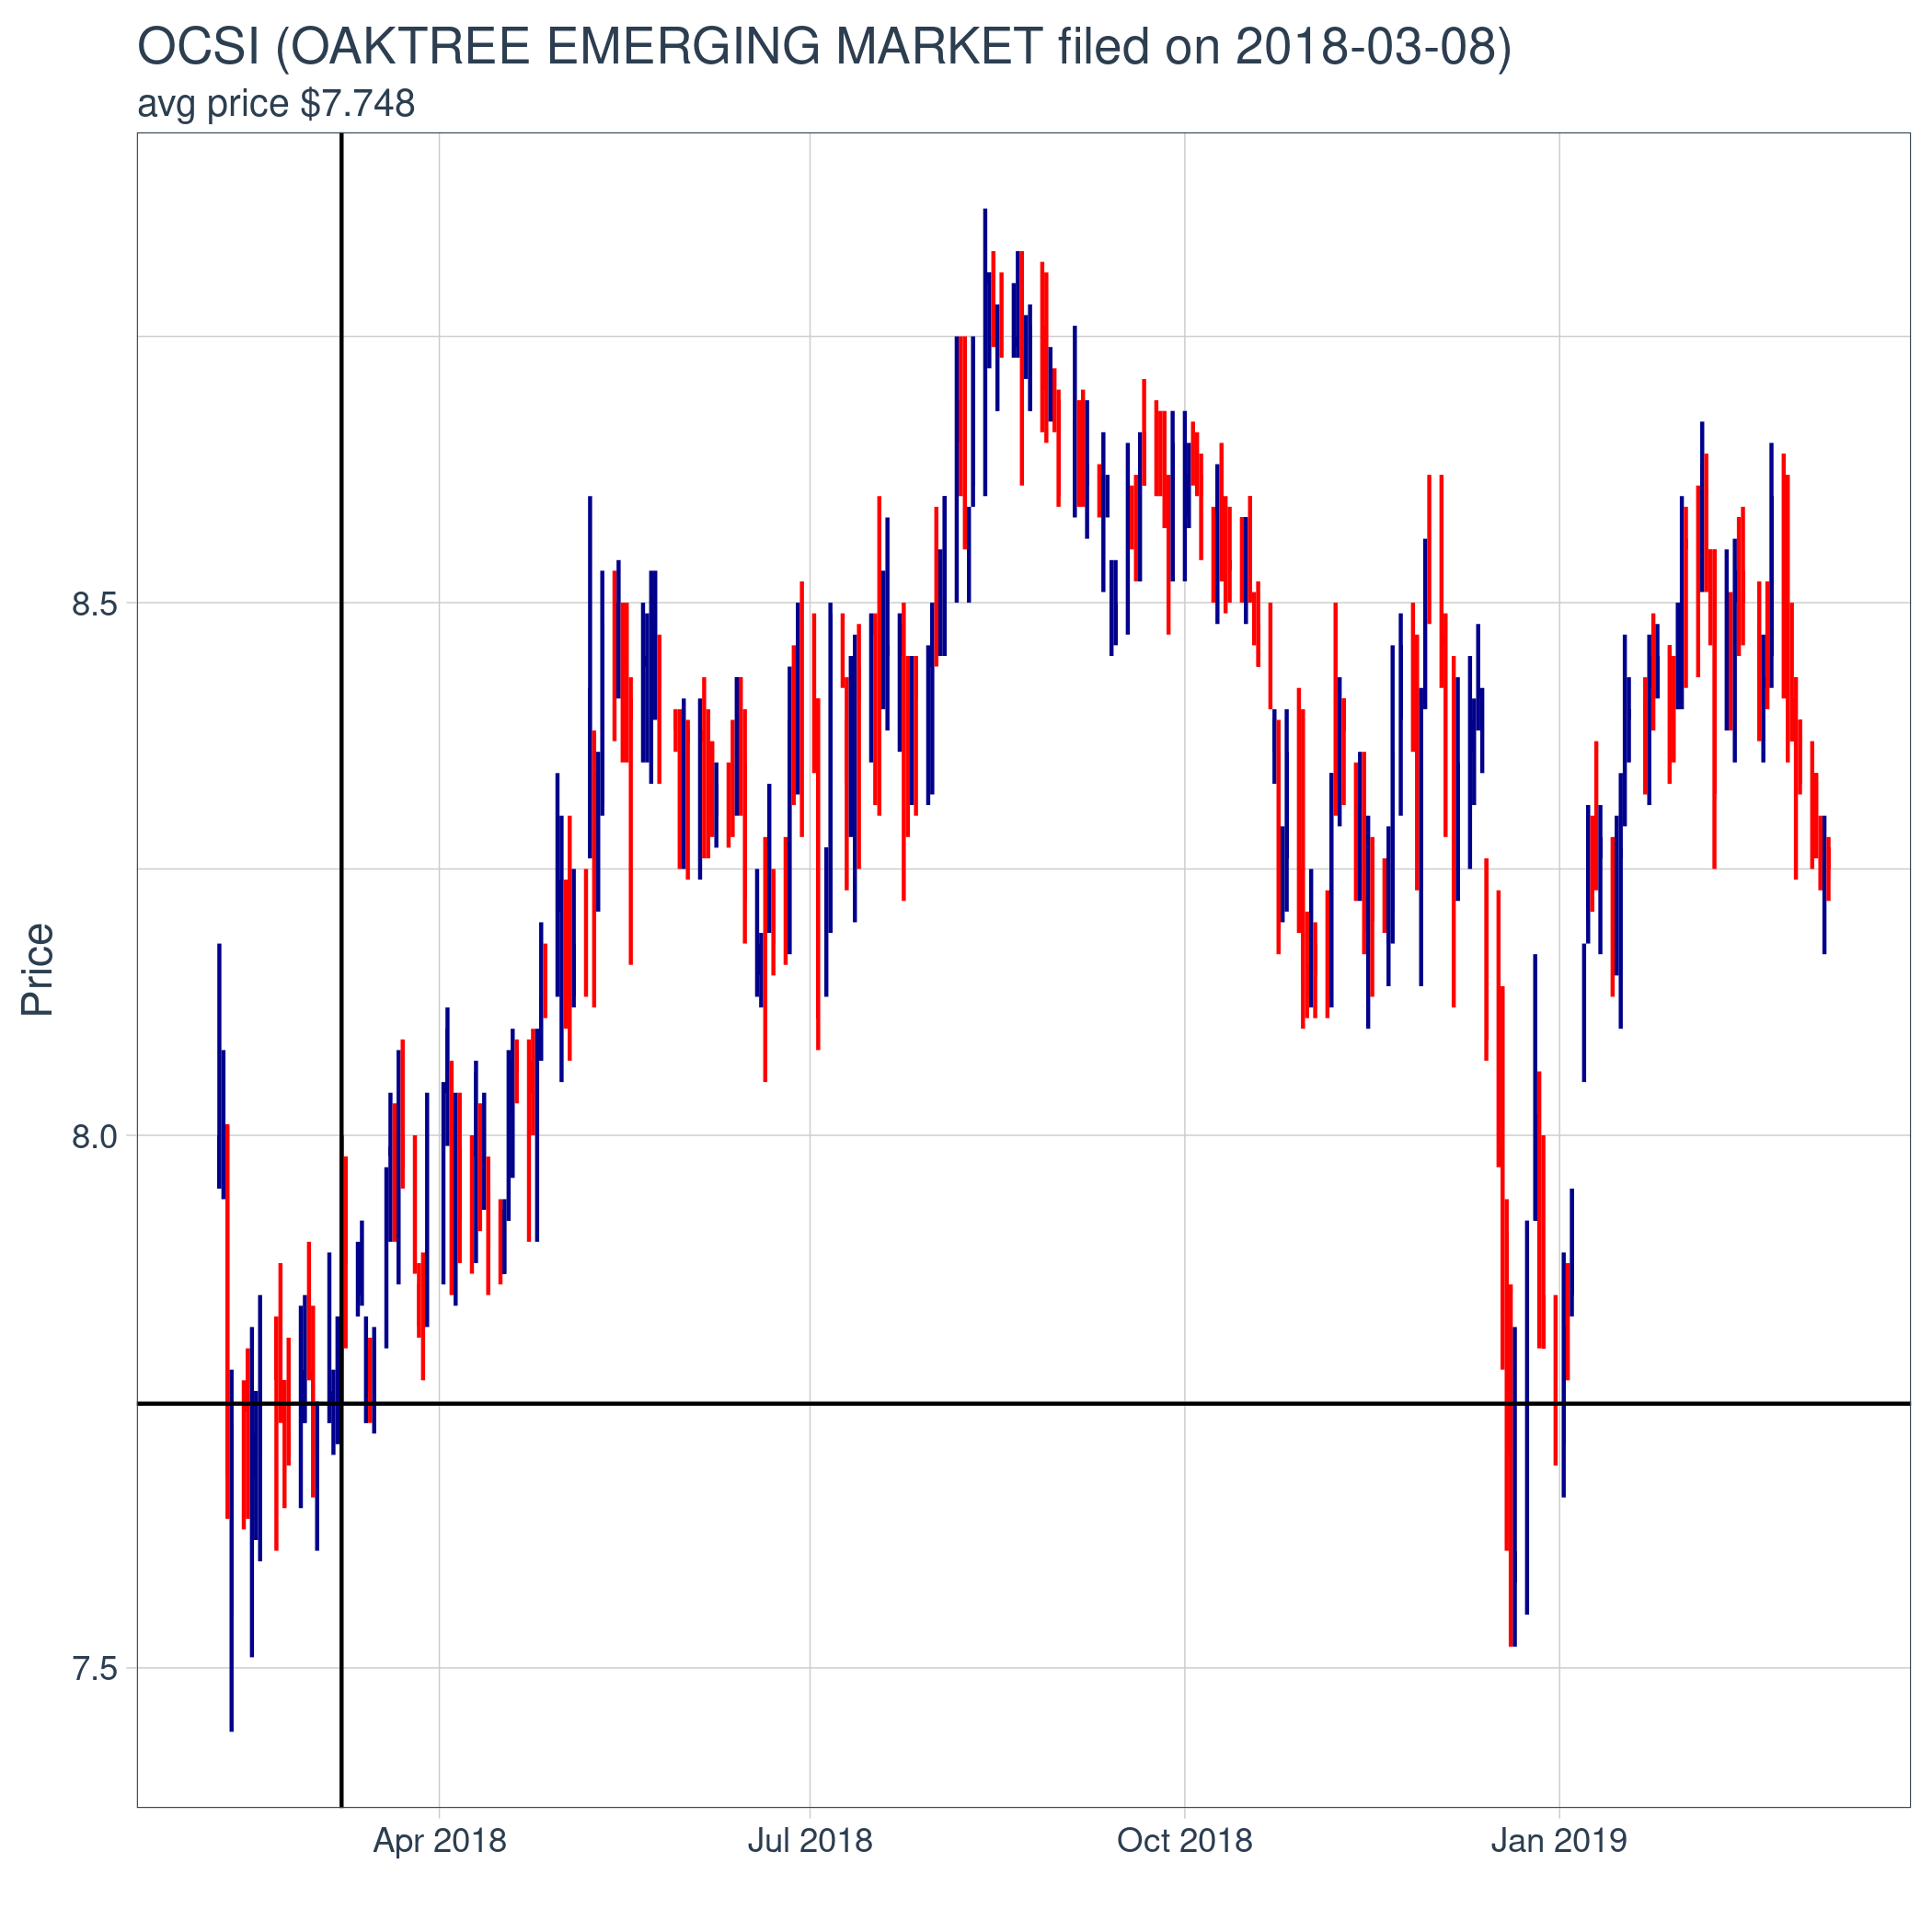 OCSI (OAKTREE EMERGING MARKET filed on 2018-03-08)
avg price $7.748
Price
8.5
8.0
7.5
Apr 2018
Jul 2018
Oct 2018
Jan 2019